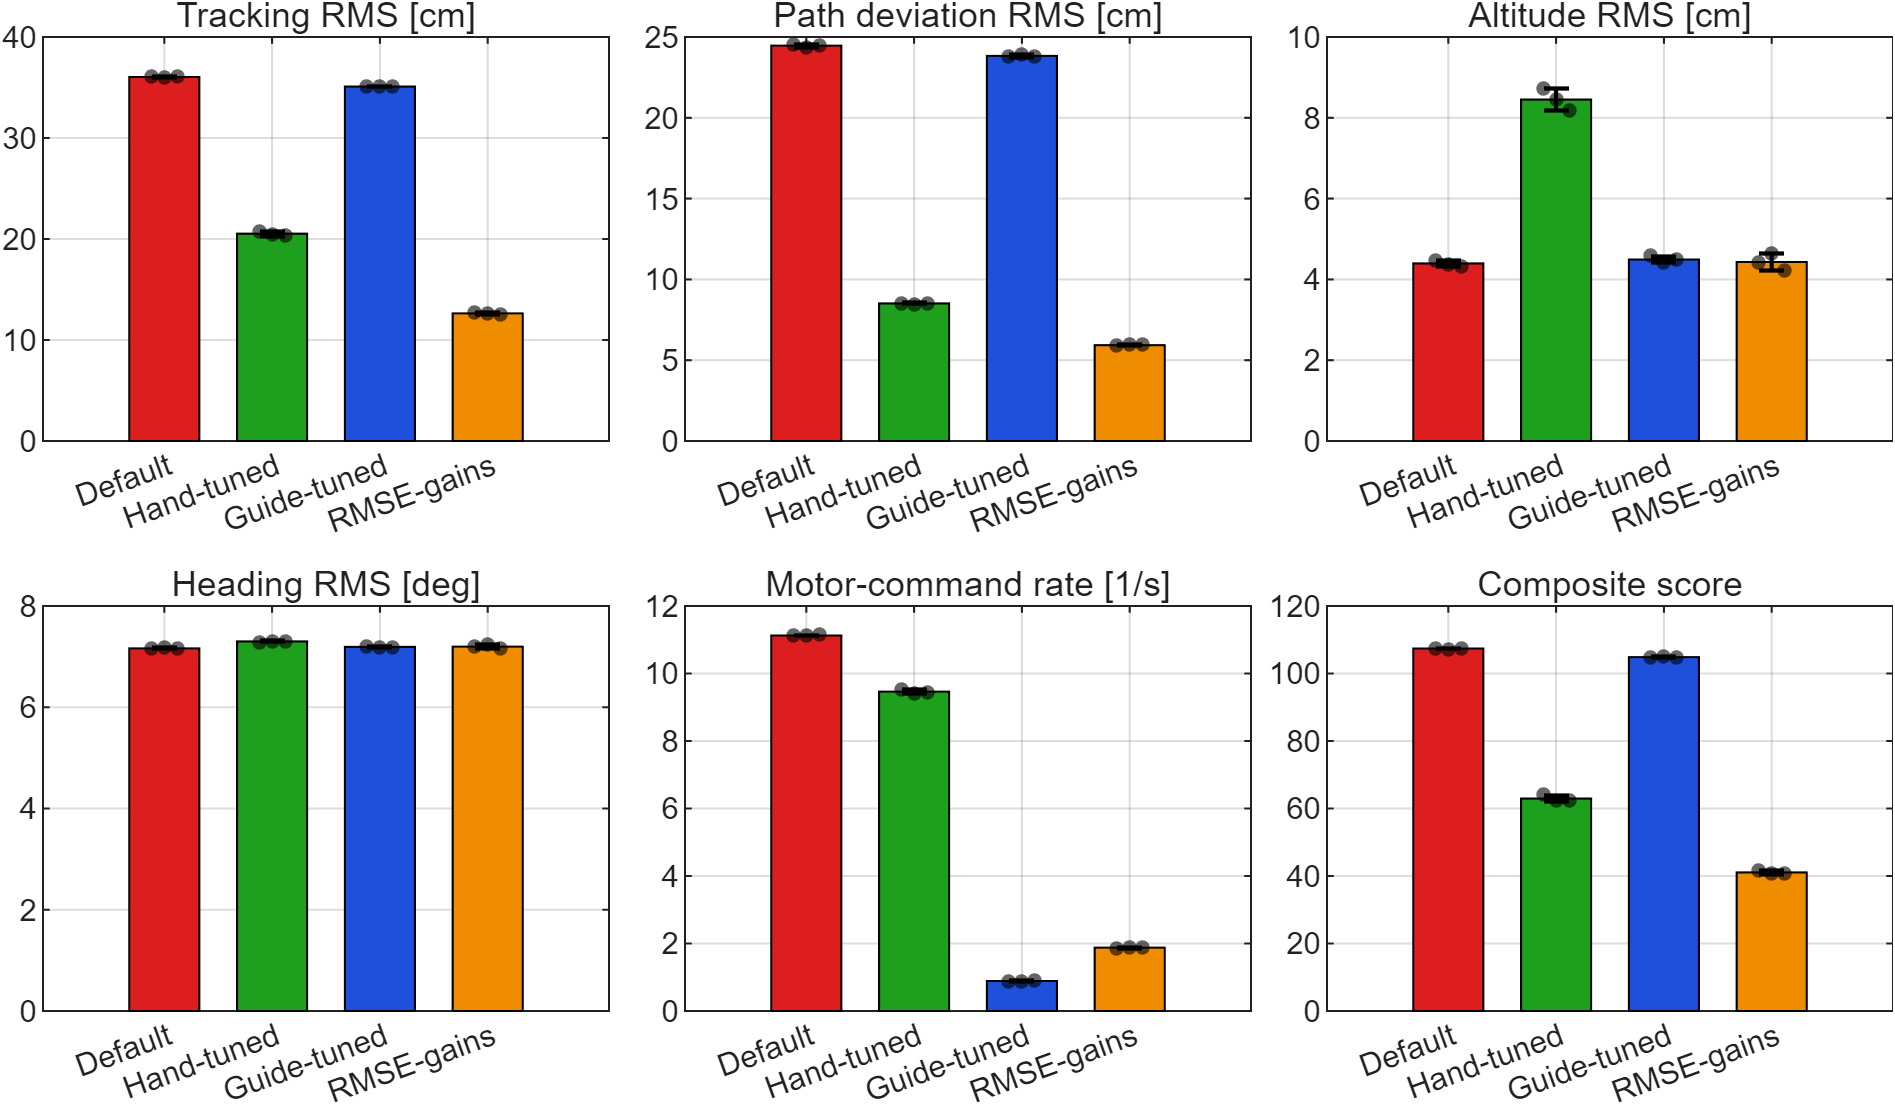 Tracking RMS [cm]
40
30
20
10
0
Default
Hand-tuned
Guide-tuned
RMSE-gains
Path deviation RMS [cm]
25
20
15
10
5
0
Default
Hand-tuned
Guide-tuned
RMSE-gains
Altitude RMS [cm]
10
8
6
4
2
0
Default
Hand-tuned
Guide-tuned
RMSE-gains
Heading RMS [deg]
8
6
4
2
0
Default
Hand-tuned
Guide-tuned
RMSE-gains
Motor-command rate [1/s]
12
10
8
6
4
2
0
Default
Hand-tuned
Guide-tuned
RMSE-gains
Composite score
120
100
80
60
40
20
0
Default
Hand-tuned
Guide-tuned
RMSE-gains